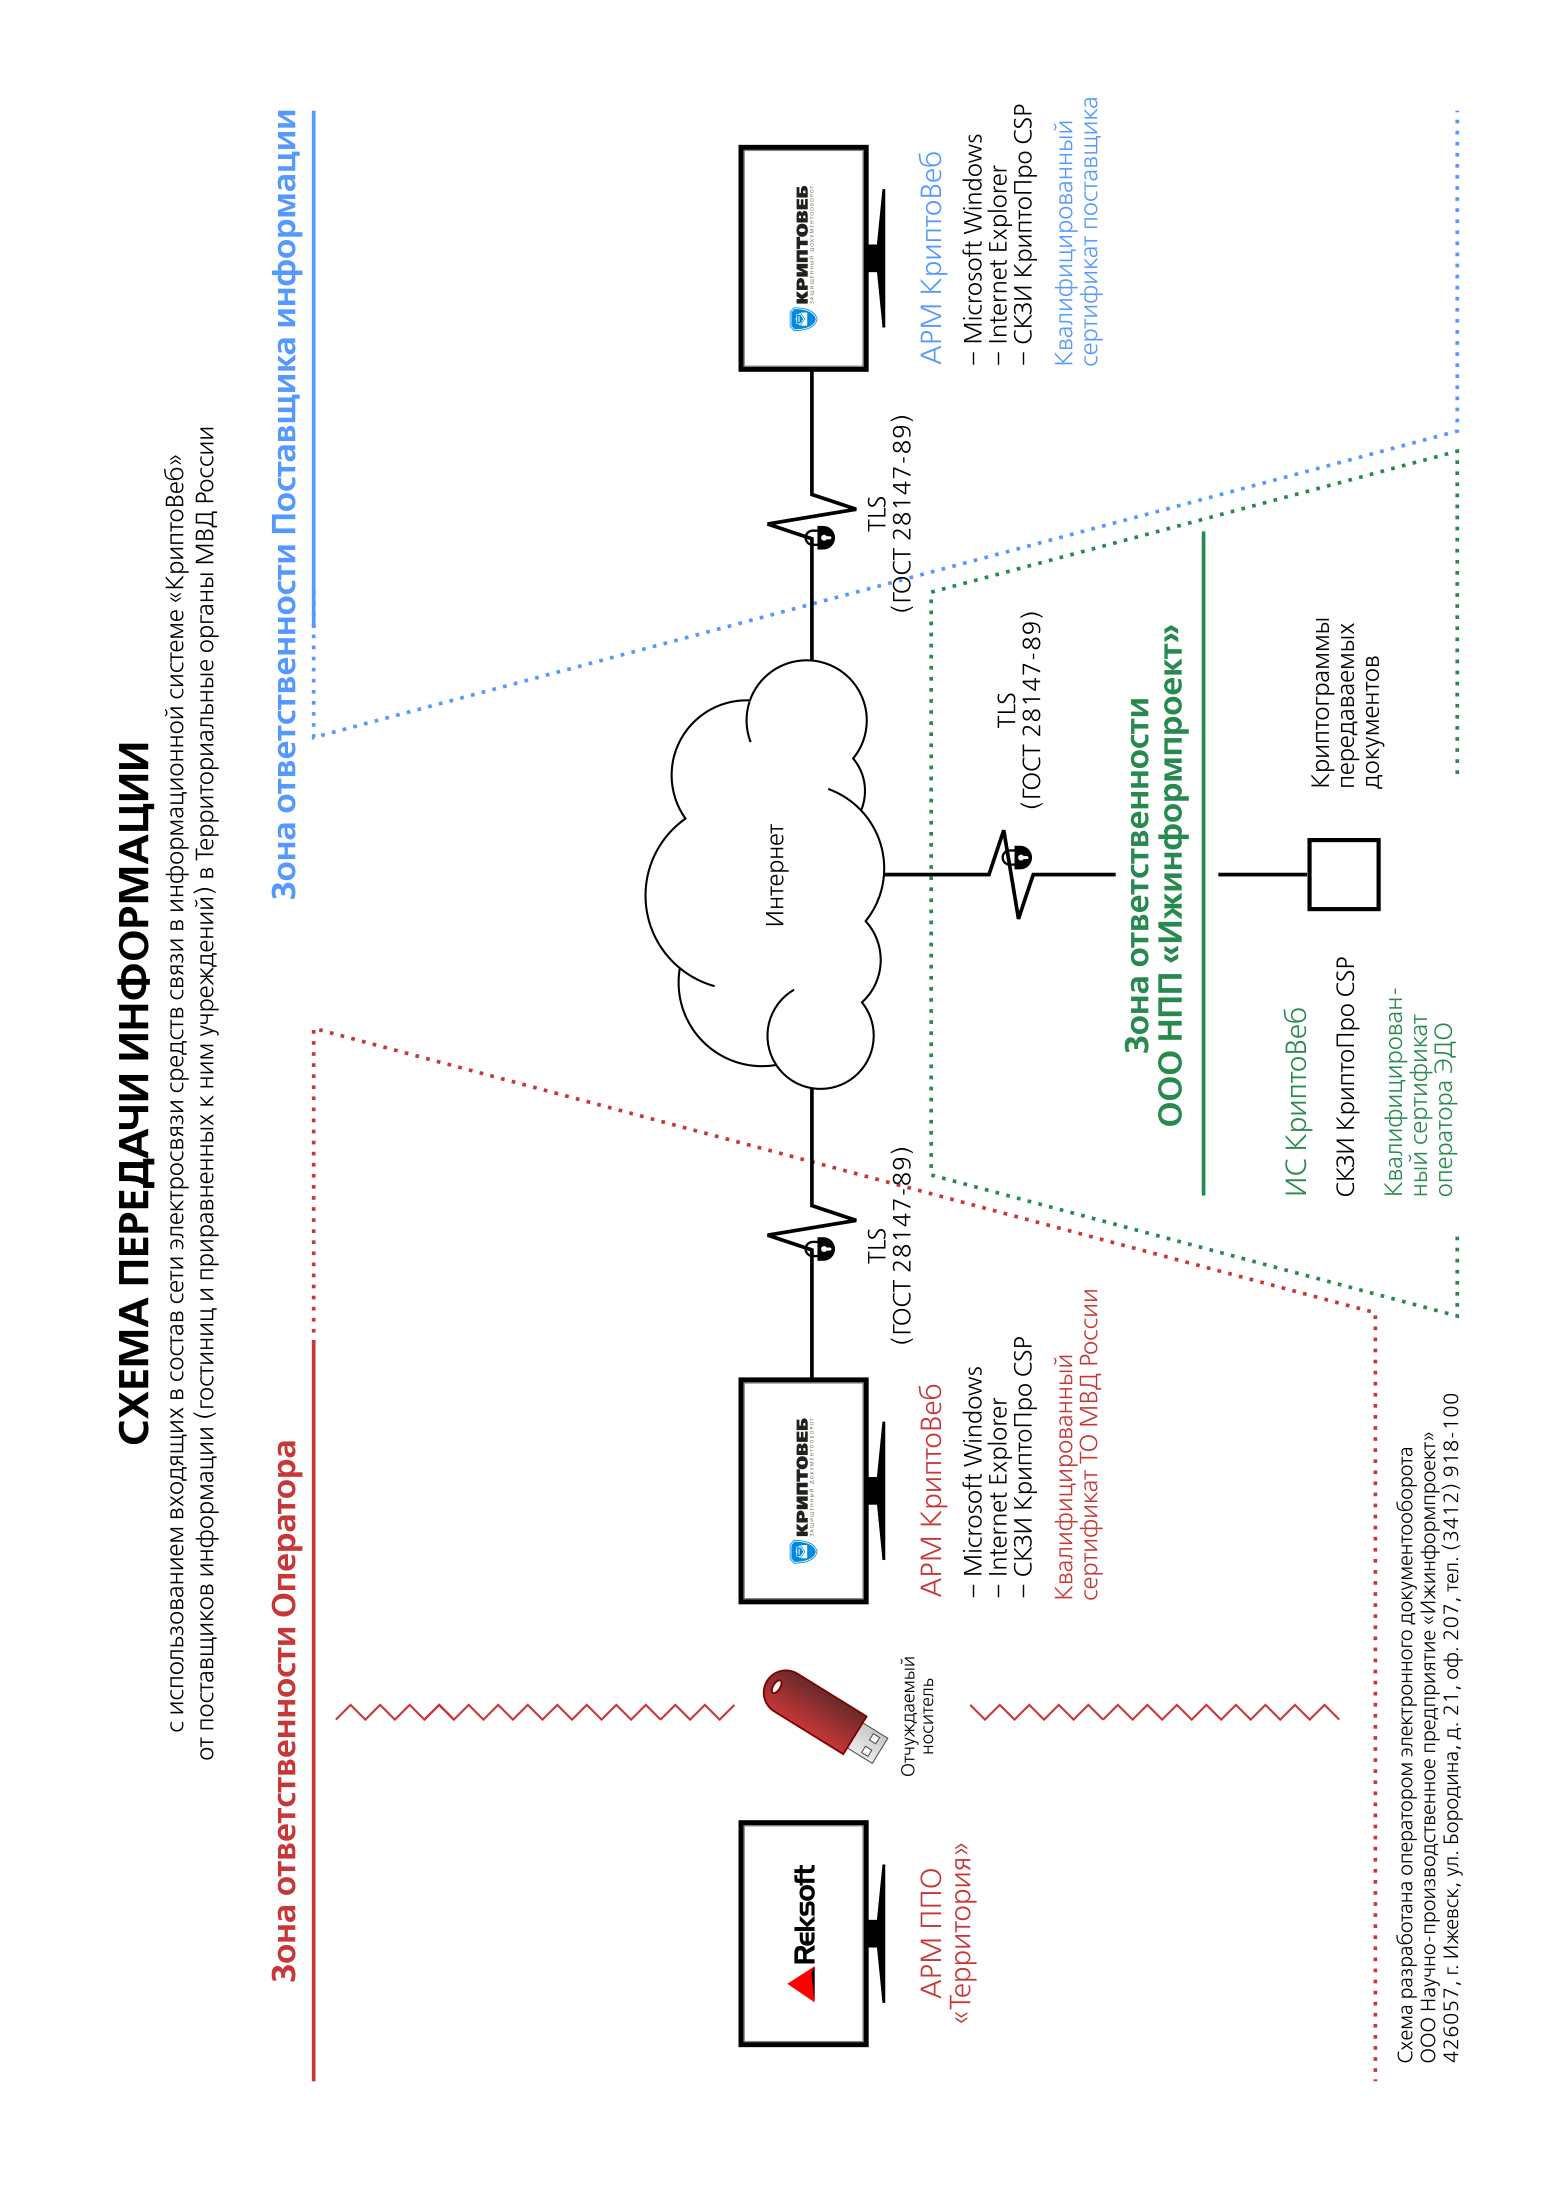 СХЕМА ПЕРЕДАЧИ ИНФОРМАЦИИ
с использованием входящих в состав сети электросвязи средств связи в информационной системе «КриптоВеб»
от поставщиков информации (гостиниц и приравненных к ним учреждений) в Территориальные органы МВД России
Зона ответственности Оператора
Зона ответственности Поставщика информации
Reksoft
АРМ ППО
«Территория»
Отчуждаемый
носитель
КРИПТОВЕБ
ЗАЩИЩЕННЫЙ ДОКУМЕНТООБОРОТ
АРМ КриптоВеб
– Microsoft Windows
– Internet Explorer
– СКЗИ КриптоПро CSP
Квалифицированный
сертификат ТО МВД России
TLS
(ГОСТ 28147-89)
Интернет
TLS
(ГОСТ 28147-89)
TLS
(ГОСТ 28147-89)
КРИПТОВЕБ
ЗАЩИЩЕННЫЙ ДОКУМЕНТООБОРОТ
АРМ КриптоВеб
– Microsoft Windows
– Internet Explorer
– СКЗИ КриптоПро CSP
Квалифицированный
сертификат поставщика
Зона ответственности
ООО НПП «Ижинформпроект»
ИС КриптоВеб
СКЗИ КриптоПро CSP
Квалифицирован-
ный сертификат
оператора ЭДО
Криптограммы
передаваемых
документов
Схема разработана оператором электронного документооборота
ООО Научно-производственное предприятие «Ижинформпроект»
426057, г. Ижевск, ул. Бородина, д. 21, оф. 207, тел. (3412) 918-100